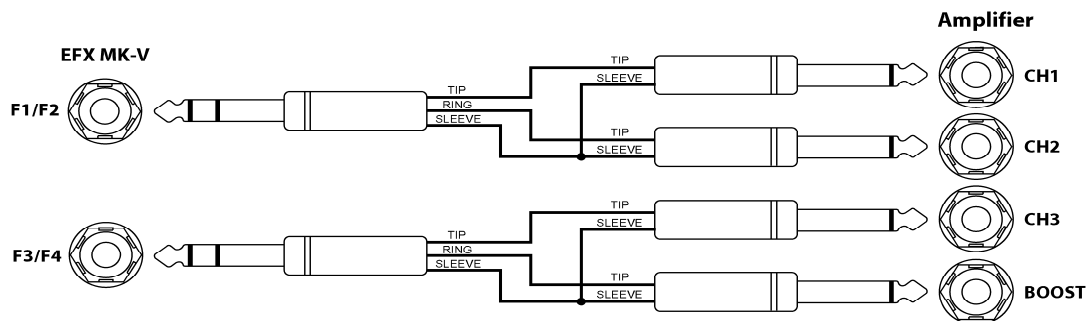 Amplifier
EFX MK-V
F1/F2
TIP
RING
SLEEVE
TIP
SLEEVE
CH1
TIP
SLEEVE
CH2
F3/F4
TIP
RING
SLEEVE
TIP
SLEEVE
CH3
TIP
SLEEVE
BOOST